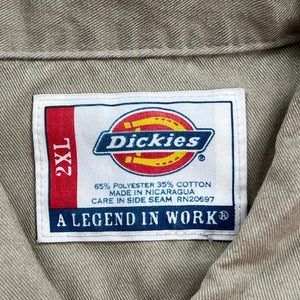 2XL
Dickies®
65% POLYESTER 35% COTTON
MADE IN NICARAGUA
CARE IN SIDE SEAM RN20697
A LEGEND IN WORK®